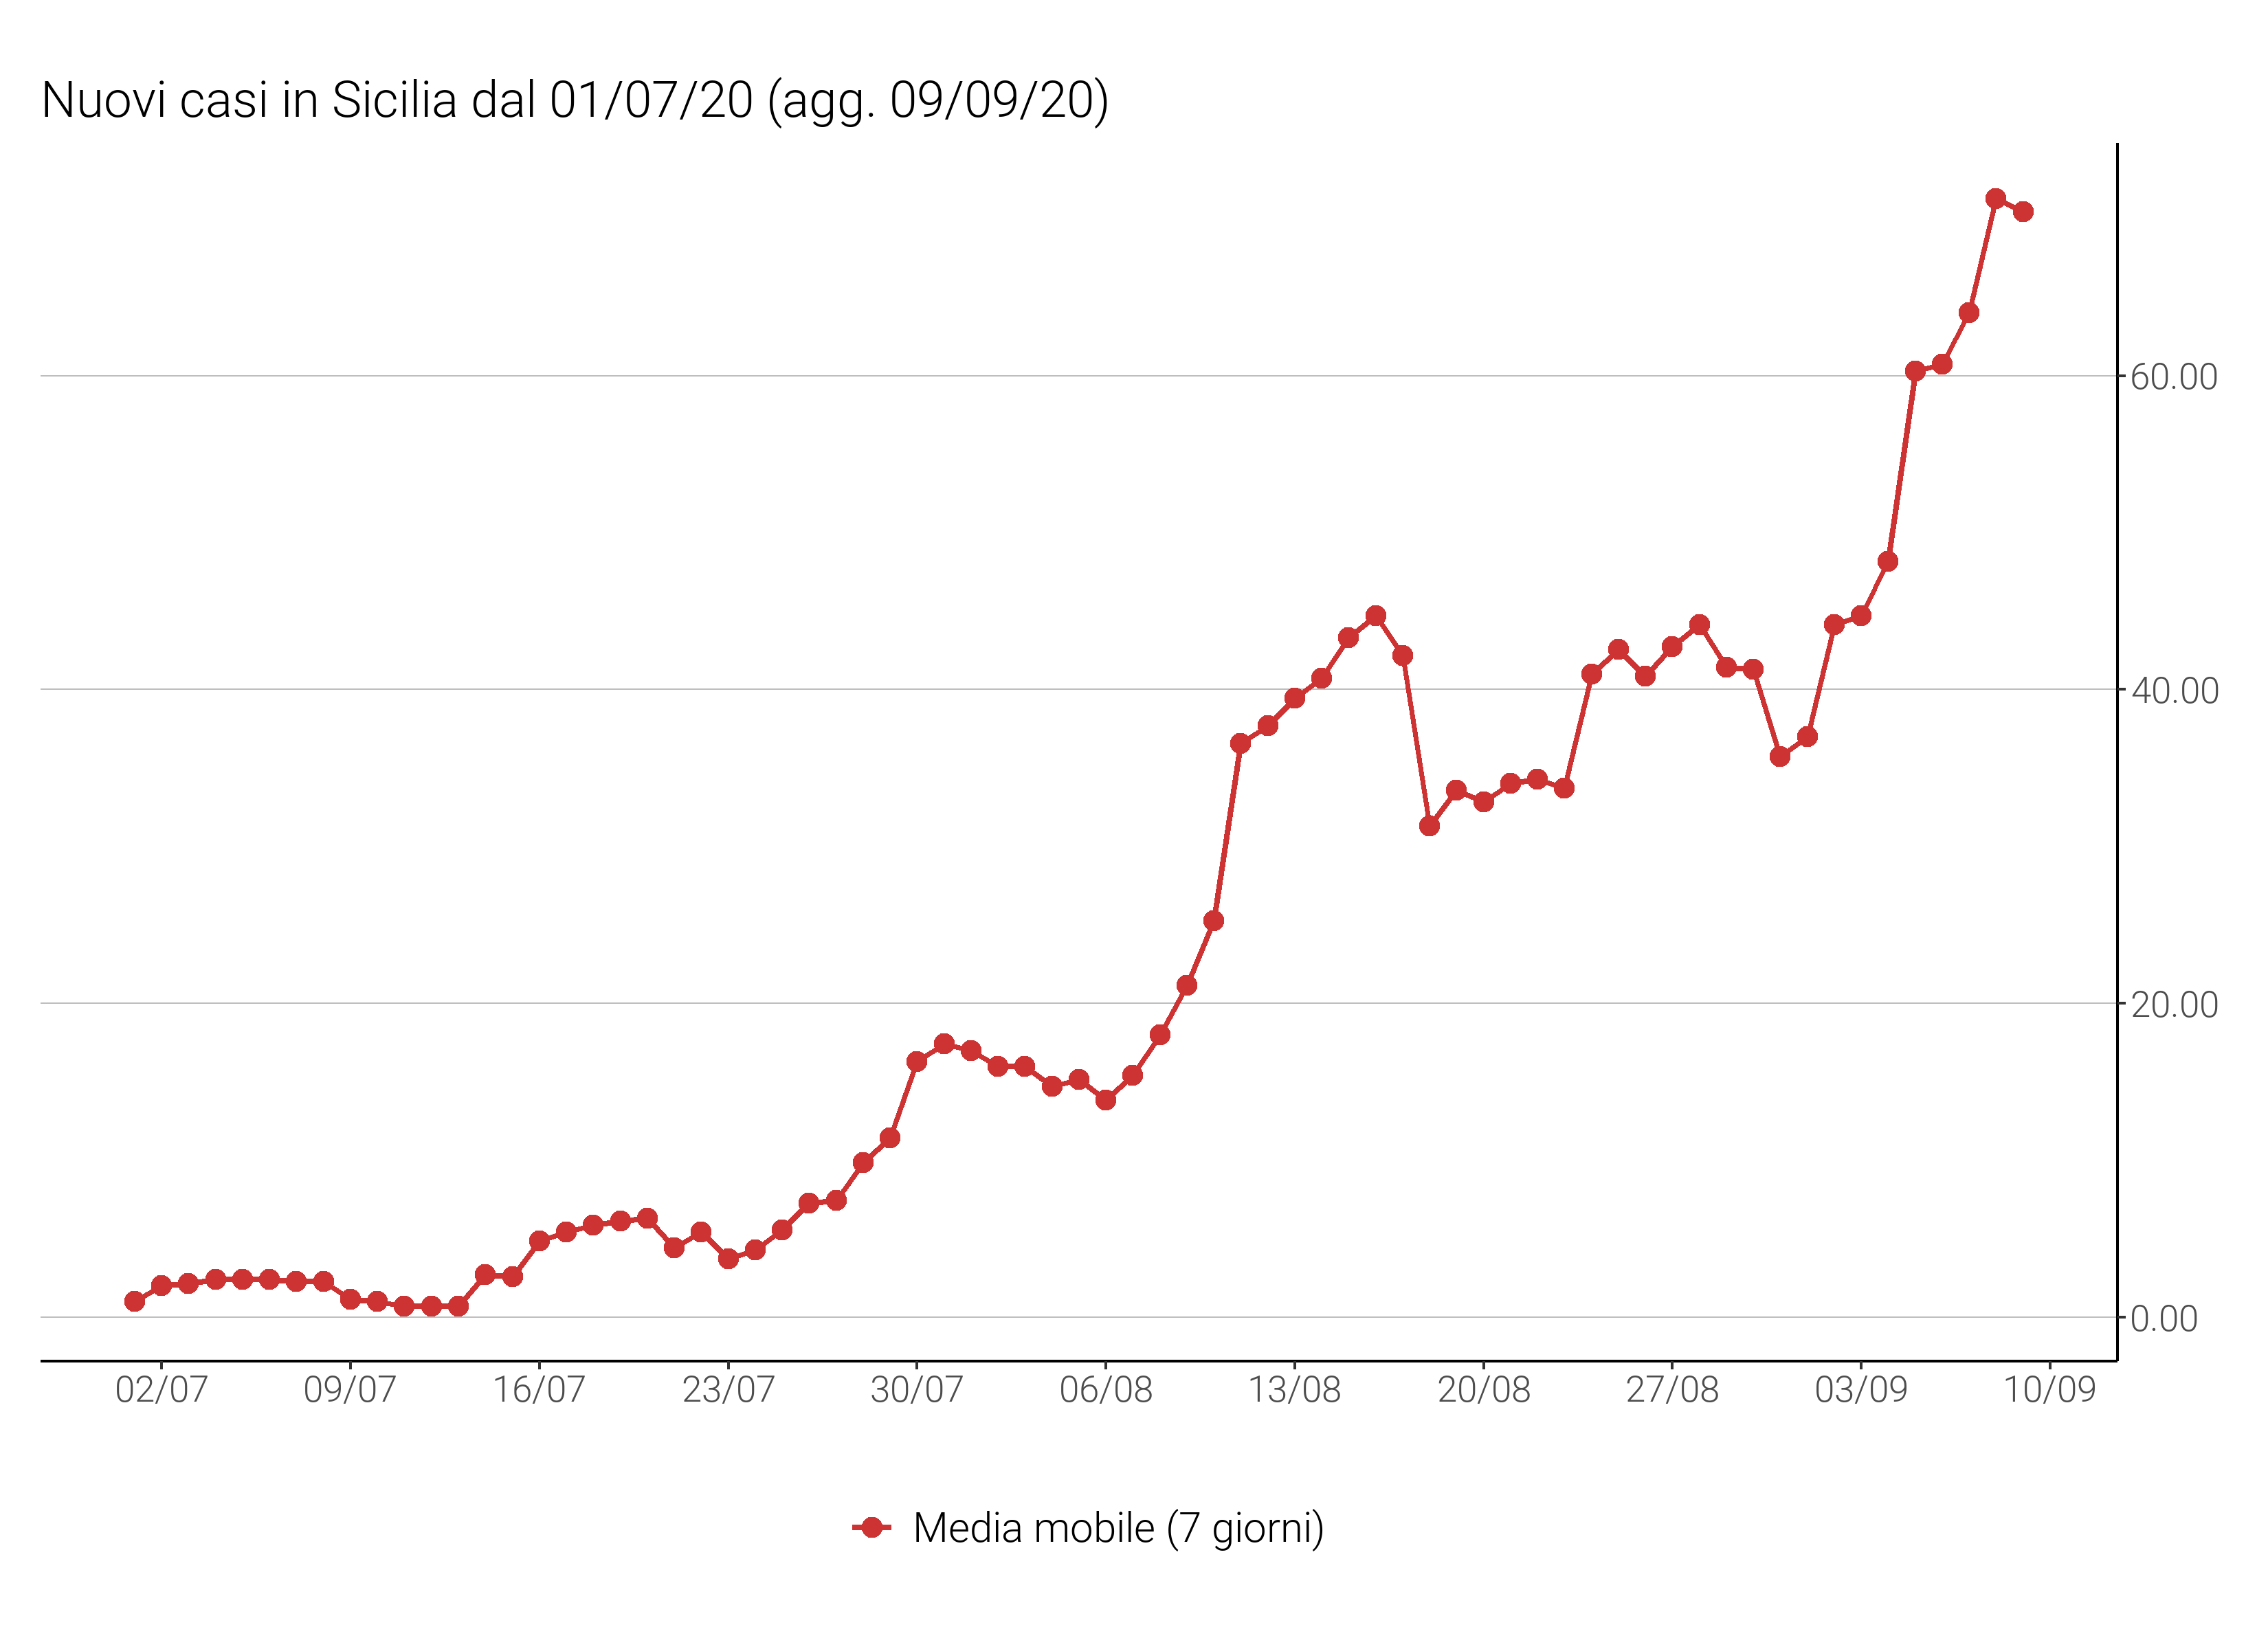 Nuovi casi in Sicilia dal 01/07/20 (agg. 09/09/20)
60.00
40.00
20.00
0.00
02/07 09/07 16/07 23/07 30/07 06/08 13/08 20/08 27/08 03/09 10/09
Media mobile (7 giorni)